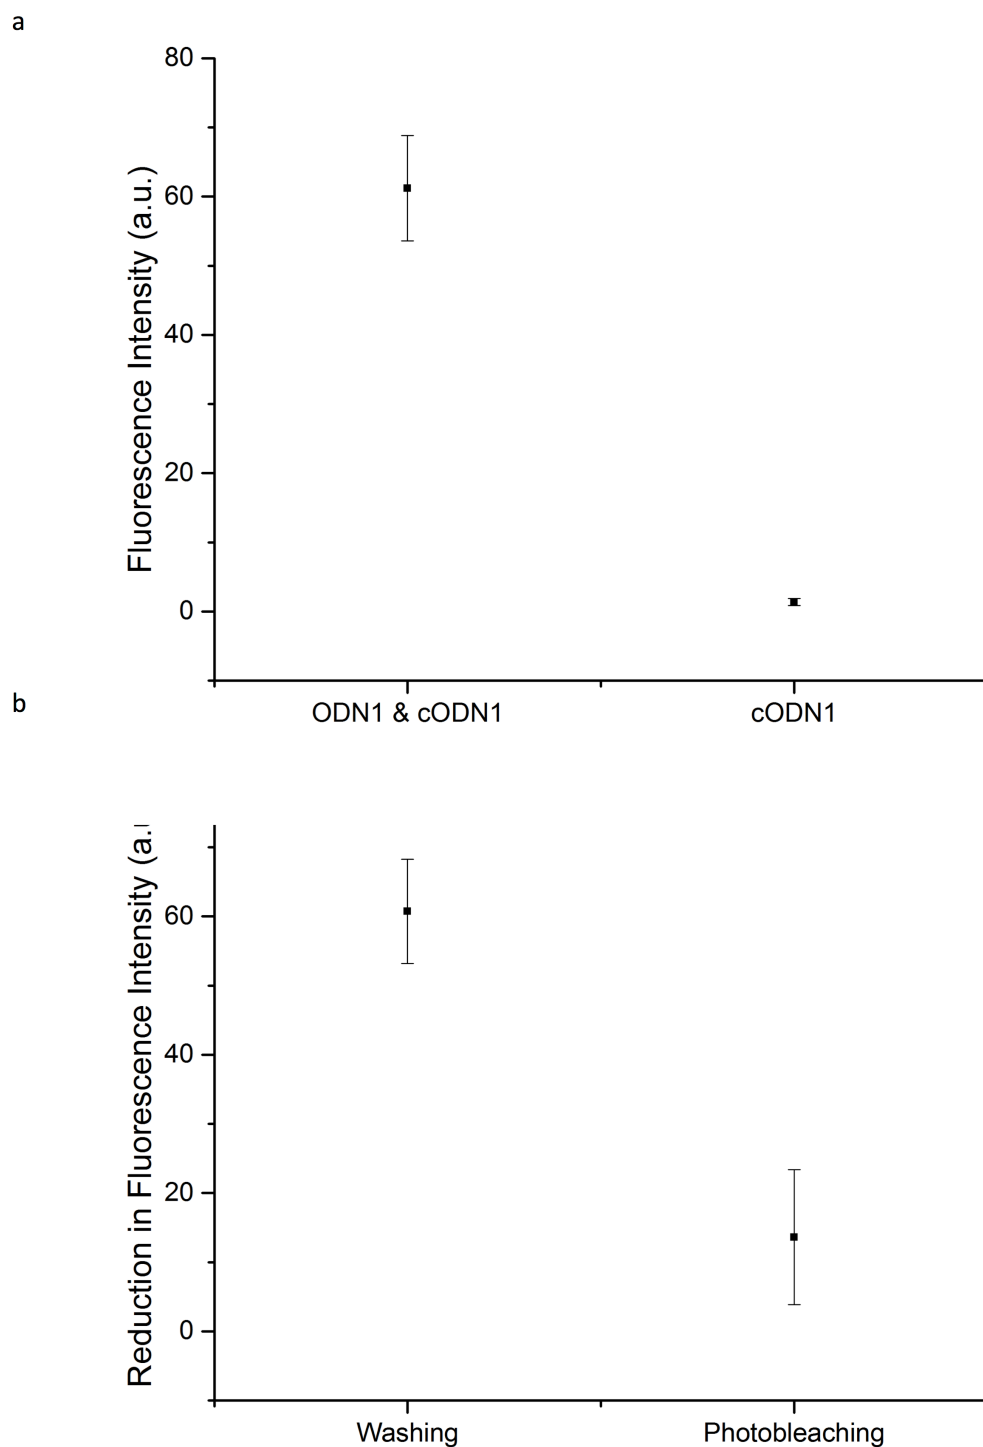 a
80
60
40
20
0
Fluorescence Intensity (a.u.)
ODN1 & cODN1
cODN1
b
60
40
20
0
Reduction in Fluorescence Intensity (a.
Washing
Photobleaching